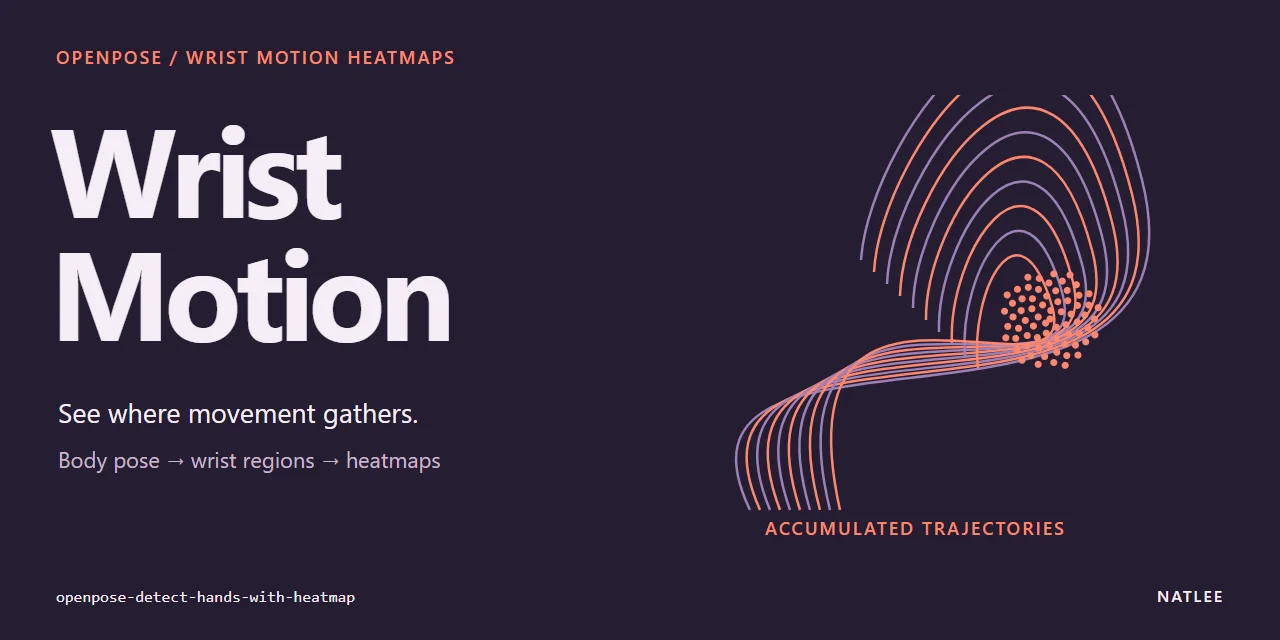 OPENPOSE / WRIST MOTION HEATMAPS
Wrist
Motion
See where movement gathers.
Body pose → wrist regions → heatmaps
ACCUMULATED TRAJECTORIES
openpose-detect-hands-with-heatmap
NATLEE